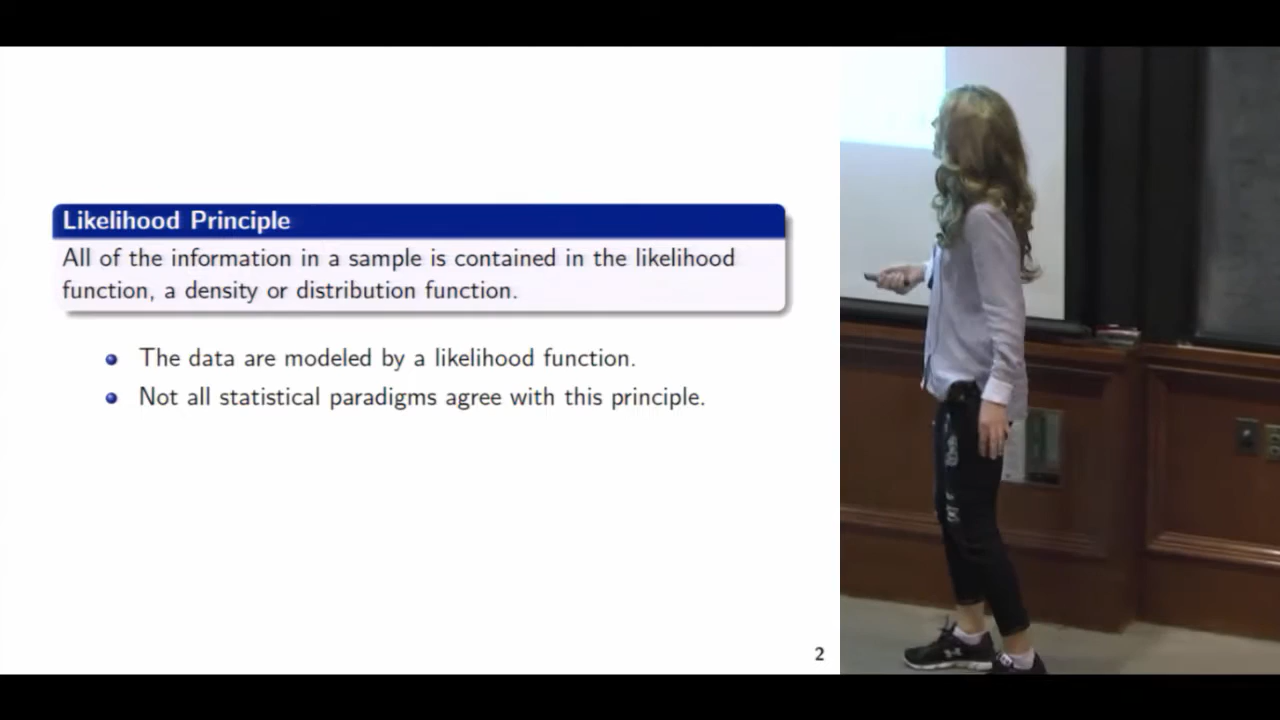 Likelihood Principle
All of the information in a sample is contained in the likelihood
function, a density or distribution function.
The data are modeled by a likelihood function.
Not all statistical paradigms agree with this principle.
2